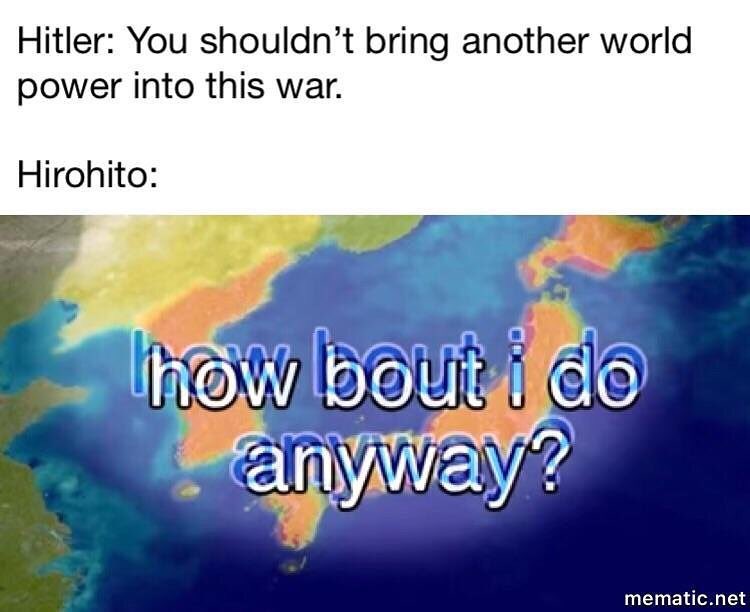 Hitler: You shouldn’t bring another world
power into this war.
Hirohito:
how bout i do
anyway?
mematic.net